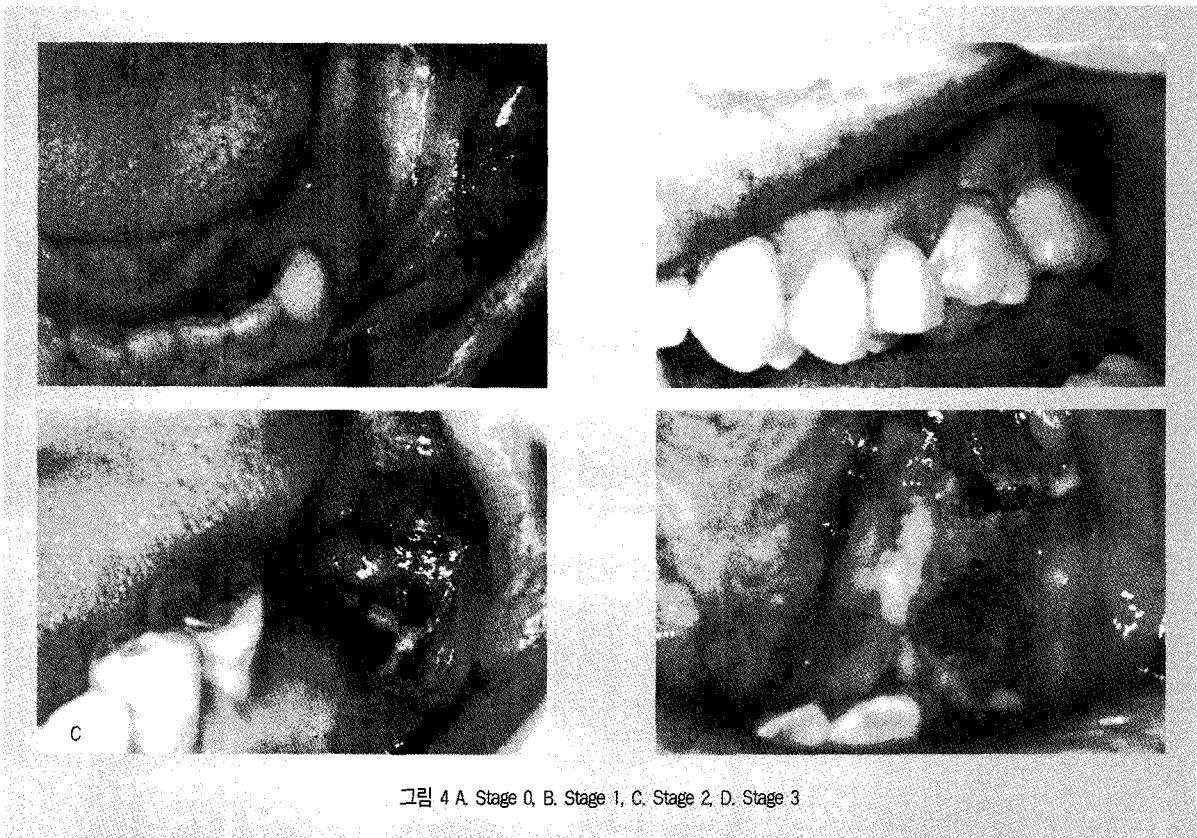 C
그림 4 A. Stage 0, B. Stage 1, C. Stage 2, D. Stage 3